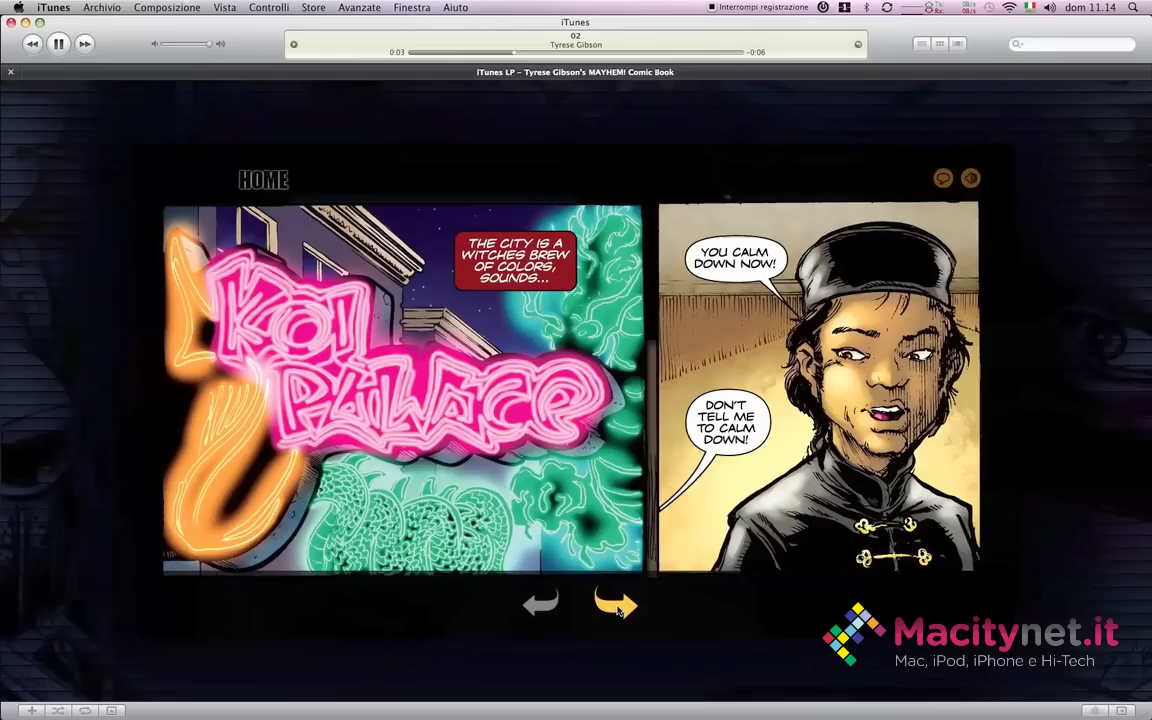 iTunes Archivio Composizione Vista Controlli Store Avanzate Finestra Aiuto
Interrompi registrazione
dom 11.14
iTunes
02
Tyrese Gibson
0:03
-0:06
iTunes LP – Tyrese Gibson's MAYHEM! Comic Book
HOME
THE CITY IS A
WITCHES BREW
OF COLORS,
SOUNDS...
KOI
PALACE
YOU CALM
DOWN NOW!
DON'T
TELL ME
TO CALM
DOWN!
Macitynet.it
Mac, iPod, iPhone e Hi-Tech